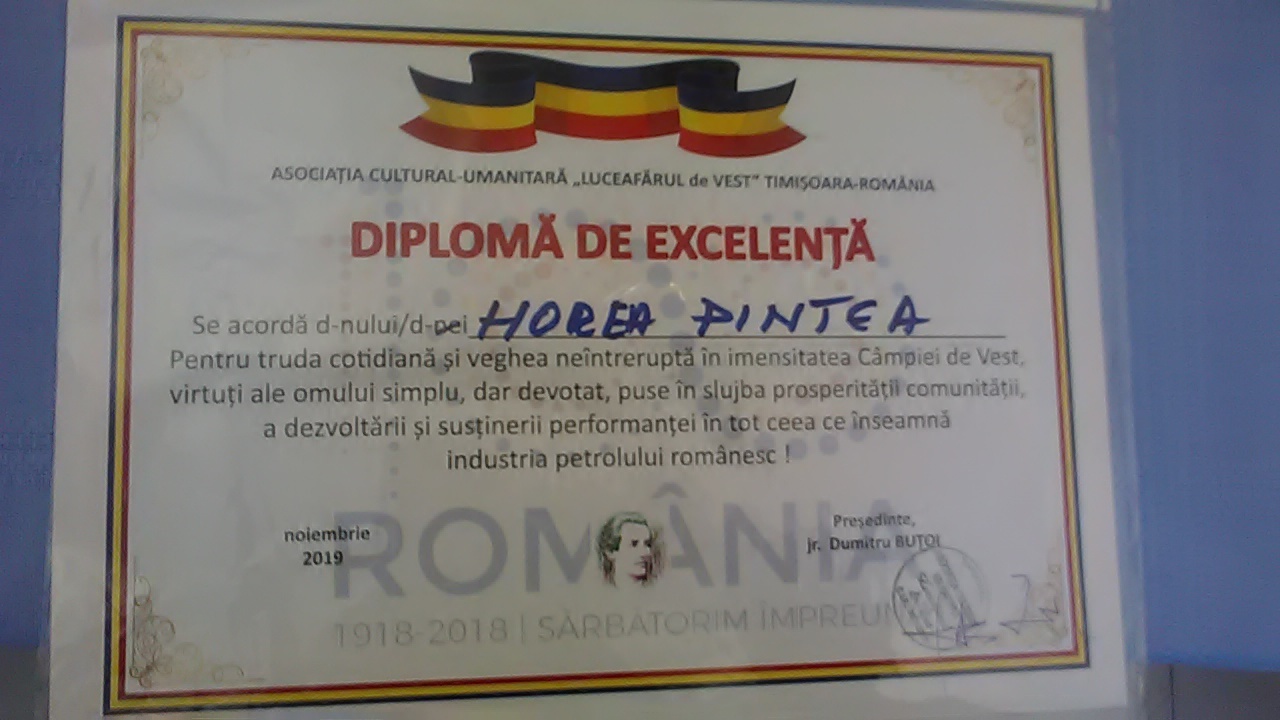 ASOCIAȚIA CULTURAL-UMANITARĂ „LUCEAFĂRUL de VEST” TIMIȘOARA-ROMÂNIA
DIPLOMĂ DE EXCELENȚĂ
Se acordă d-nului/d-nei HOREA PINTEA
Pentru truda cotidiană și veghea neîntreruptă în imensitatea Câmpiei de Vest,
virtuți ale omului simplu, dar devotat, puse în slujba prosperității comunității,
a dezvoltării și susținerii performanței în tot ceea ce înseamnă
industria petrolului românesc !
noiembrie
2019
Președinte,
jr. Dumitru BUȚOI
ROMÂNIA
1918-2018 | SĂRBĂTORIM ÎMPREUN